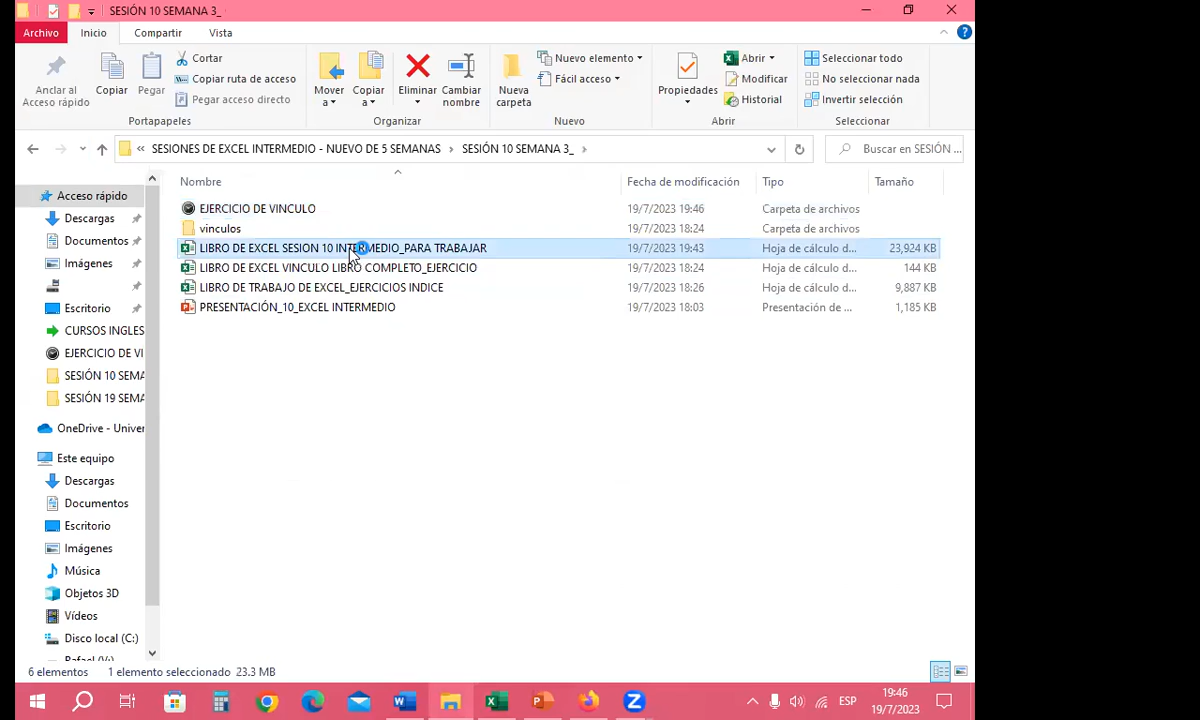 SESIÓN 10 SEMANA 3_
Archivo Inicio Compartir Vista
Anclar al Acceso rápido
Copiar
Pegar
Cortar
Copiar ruta de acceso
Pegar acceso directo
Portapapeles
Mover a
Copiar a
Eliminar
Cambiar nombre
Organizar
Nueva carpeta
Nuevo elemento
Fácil acceso
Nuevo
Propiedades
Abrir
Modificar
Historial
Abrir
Seleccionar todo
No seleccionar nada
Invertir selección
Seleccionar
« SESIONES DE EXCEL INTERMEDIO - NUEVO DE 5 SEMANAS > SESIÓN 10 SEMANA 3_ >
Buscar en SESIÓN ...
Nombre Fecha de modificación Tipo Tamaño
EJERCICIO DE VINCULO 19/7/2023 19:46 Carpeta de archivos
vinculos 19/7/2023 18:24 Carpeta de archivos
LIBRO DE EXCEL SESION 10 INTERMEDIO_PARA TRABAJAR 19/7/2023 19:43 Hoja de cálculo d... 23,924 KB
LIBRO DE EXCEL VINCULO LIBRO COMPLETO_EJERCICIO 19/7/2023 18:24 Hoja de cálculo d... 144 KB
LIBRO DE TRABAJO DE EXCEL_EJERCICIOS INDICE 19/7/2023 18:26 Hoja de cálculo d... 9,887 KB
PRESENTACIÓN_10_EXCEL INTERMEDIO 19/7/2023 18:03 Presentación de ... 1,185 KB
Acceso rápido
Descargas
Documentos
Imágenes
Escritorio
CURSOS INGLES
EJERCICIO DE VI
SESIÓN 10 SEMA
SESIÓN 19 SEMA
OneDrive - Univer
Este equipo
Descargas
Documentos
Escritorio
Imágenes
Música
Objetos 3D
Vídeos
Disco local (C:)
6 elementos 1 elemento seleccionado 23.3 MB
ESP
19:46
19/7/2023